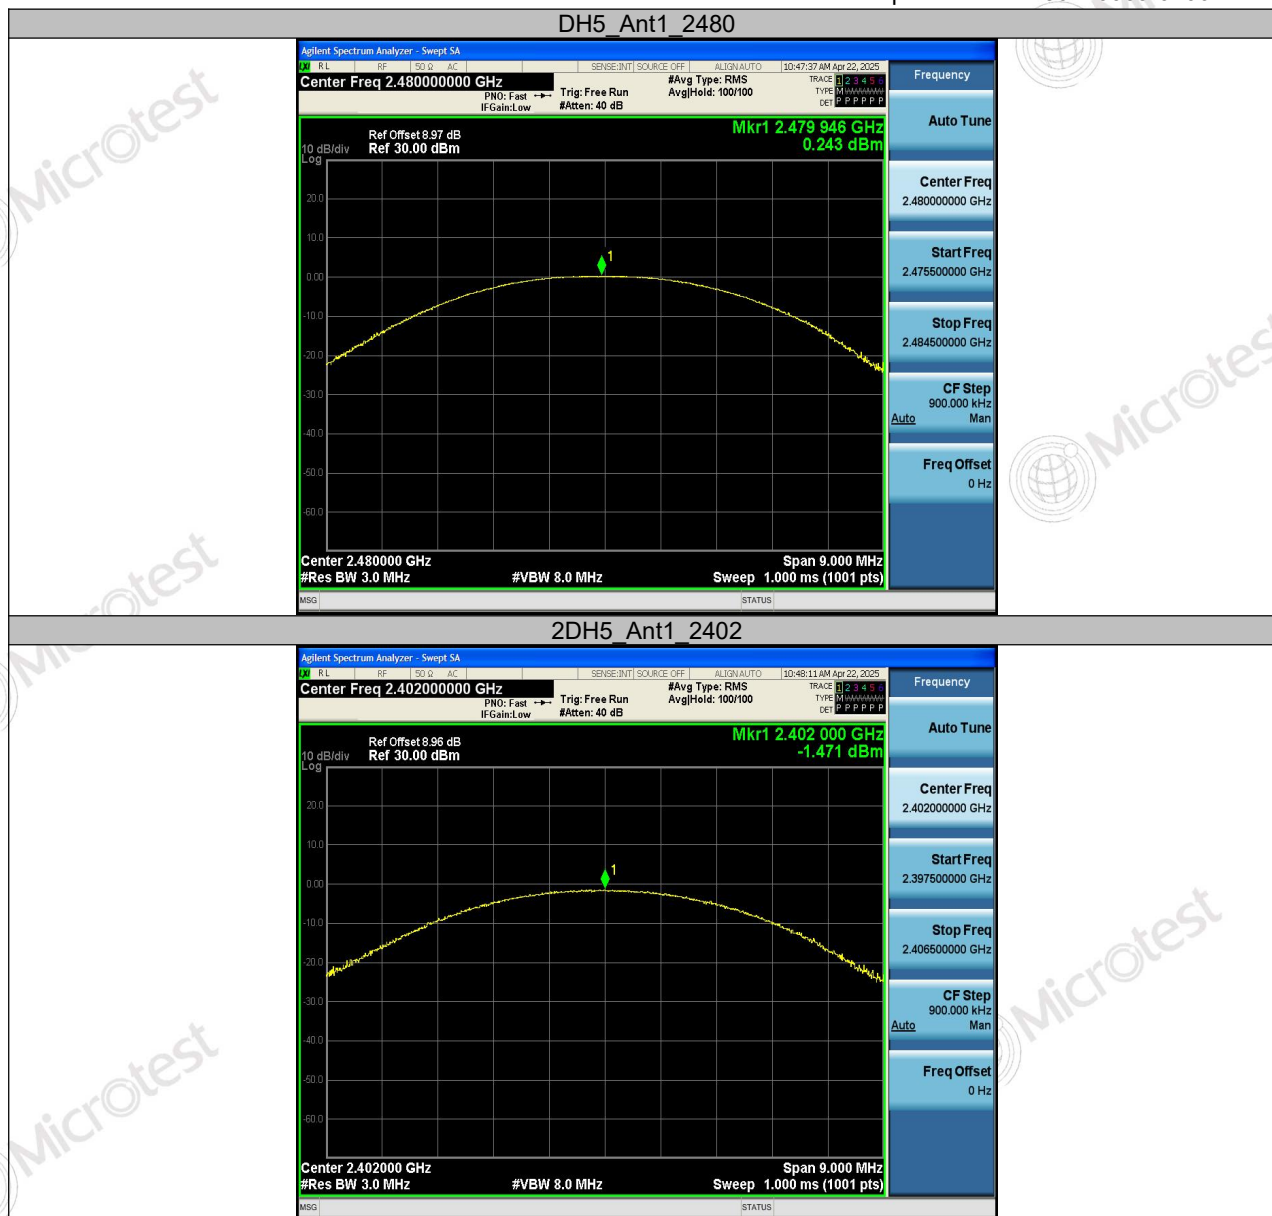 DH5_Ant1_2480
Agilent Spectrum Analyzer - Swept SA
RL RF 50 Ω AC SENSE:INT SOURCE OFF ALIGN AUTO 10:47:37 AM Apr 22, 2025
Center Freq 2.480000000 GHz
PNO: Fast
IFGain:Low
Trig: Free Run
#Atten: 40 dB
#Avg Type: RMS
Avg|Hold: 100/100
TRACE 1 2 3 4 5 6
TYPE M
DET P P P P P P
Ref Offset 8.97 dB
10 dB/div Ref 30.00 dBm
Log
Mkr1 2.479 946 GHz
0.243 dBm
20.0
10.0
1
0.00
-10.0
-20.0
-30.0
-40.0
-50.0
-60.0
Center 2.480000 GHz Span 9.000 MHz
#Res BW 3.0 MHz #VBW 8.0 MHz Sweep 1.000 ms (1001 pts)
MSG STATUS
Frequency
Auto Tune
Center Freq
2.480000000 GHz
Start Freq
2.475500000 GHz
Stop Freq
2.484500000 GHz
CF Step
900.000 kHz
Auto Man
Freq Offset
0 Hz
2DH5_Ant1_2402
Agilent Spectrum Analyzer - Swept SA
RL RF 50 Ω AC SENSE:INT SOURCE OFF ALIGN AUTO 10:48:11 AM Apr 22, 2025
Center Freq 2.402000000 GHz
PNO: Fast
IFGain:Low
Trig: Free Run
#Atten: 40 dB
#Avg Type: RMS
Avg|Hold: 100/100
TRACE 1 2 3 4 5 6
TYPE M
DET P P P P P P
Ref Offset 8.96 dB
10 dB/div Ref 30.00 dBm
Log
Mkr1 2.402 000 GHz
-1.471 dBm
20.0
10.0
1
0.00
-10.0
-20.0
-30.0
-40.0
-50.0
-60.0
Center 2.402000 GHz Span 9.000 MHz
#Res BW 3.0 MHz #VBW 8.0 MHz Sweep 1.000 ms (1001 pts)
MSG STATUS
Frequency
Auto Tune
Center Freq
2.402000000 GHz
Start Freq
2.397500000 GHz
Stop Freq
2.406500000 GHz
CF Step
900.000 kHz
Auto Man
Freq Offset
0 Hz
Microtest
Microtest
Microtest
Microtest